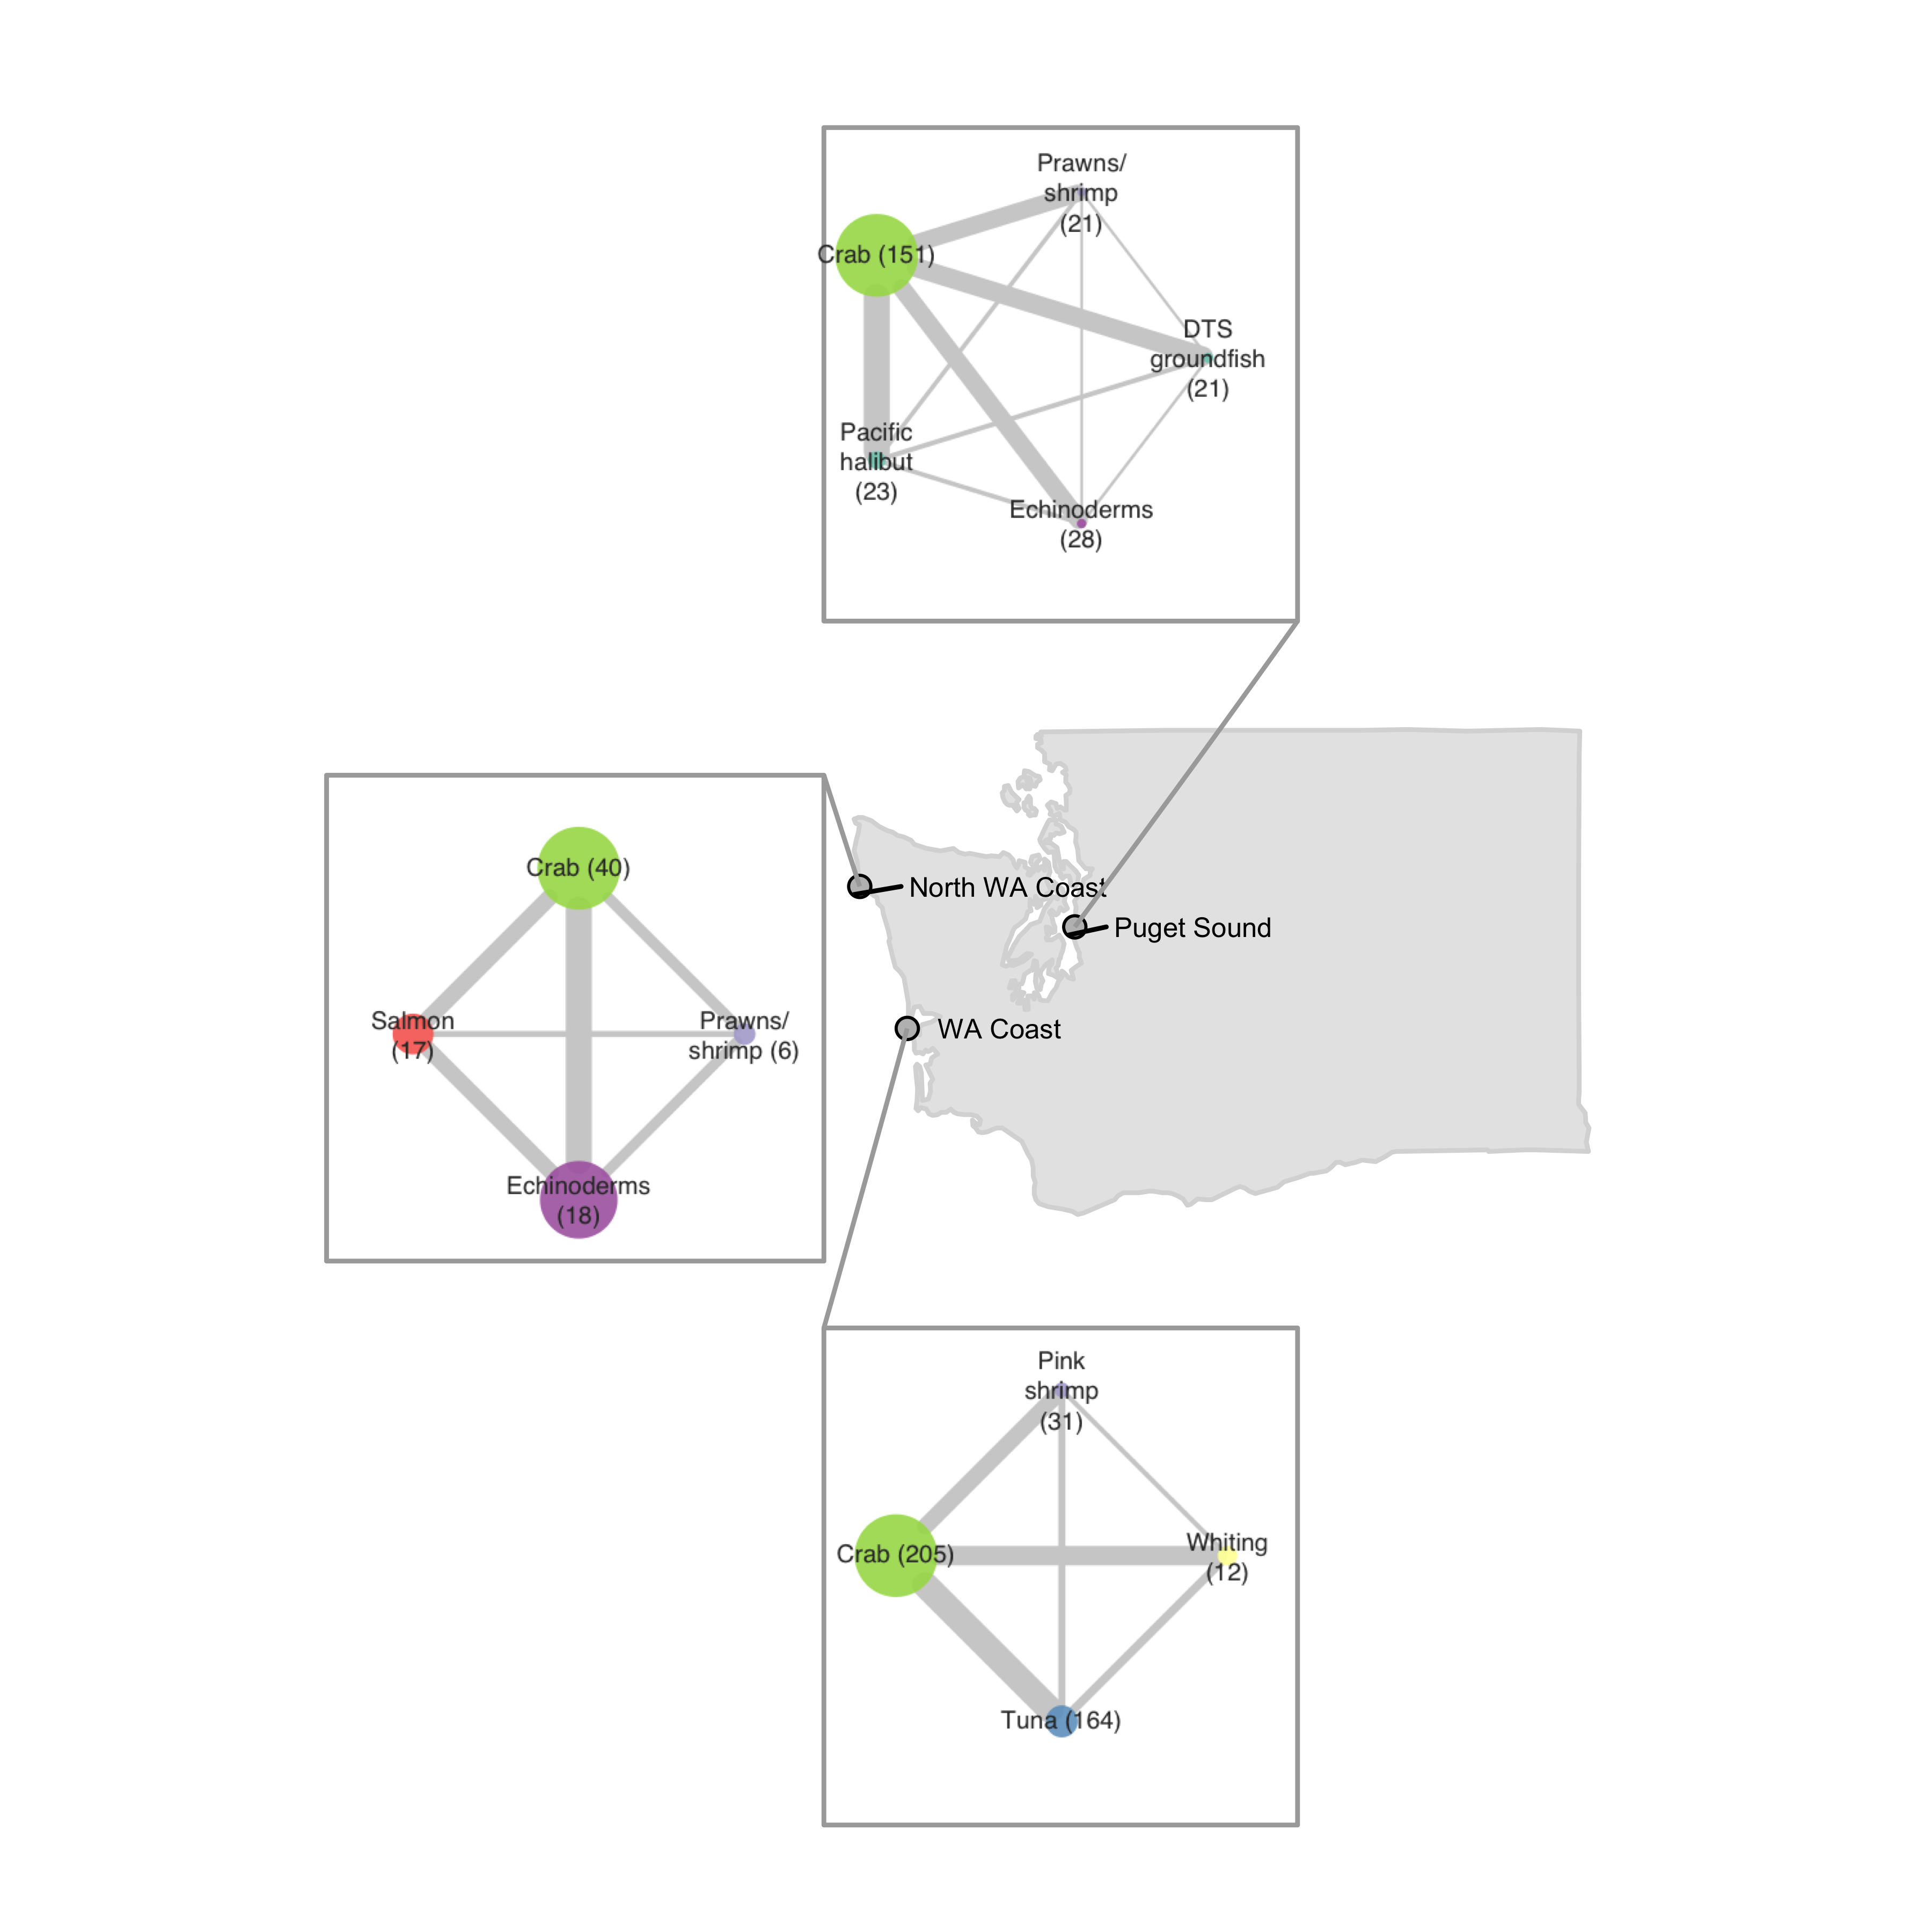 Prawns/
shrimp
(21)
Crab (151)
DTS
groundfish
(21)
Pacific
halibut
(23)
Echinoderms
(28)
Crab (40)
Salmon
(17)
Prawns/
shrimp (6)
Echinoderms
(18)
North WA Coast
Puget Sound
WA Coast
Pink
shrimp
(31)
Crab (205)
Whiting
(12)
Tuna (164)